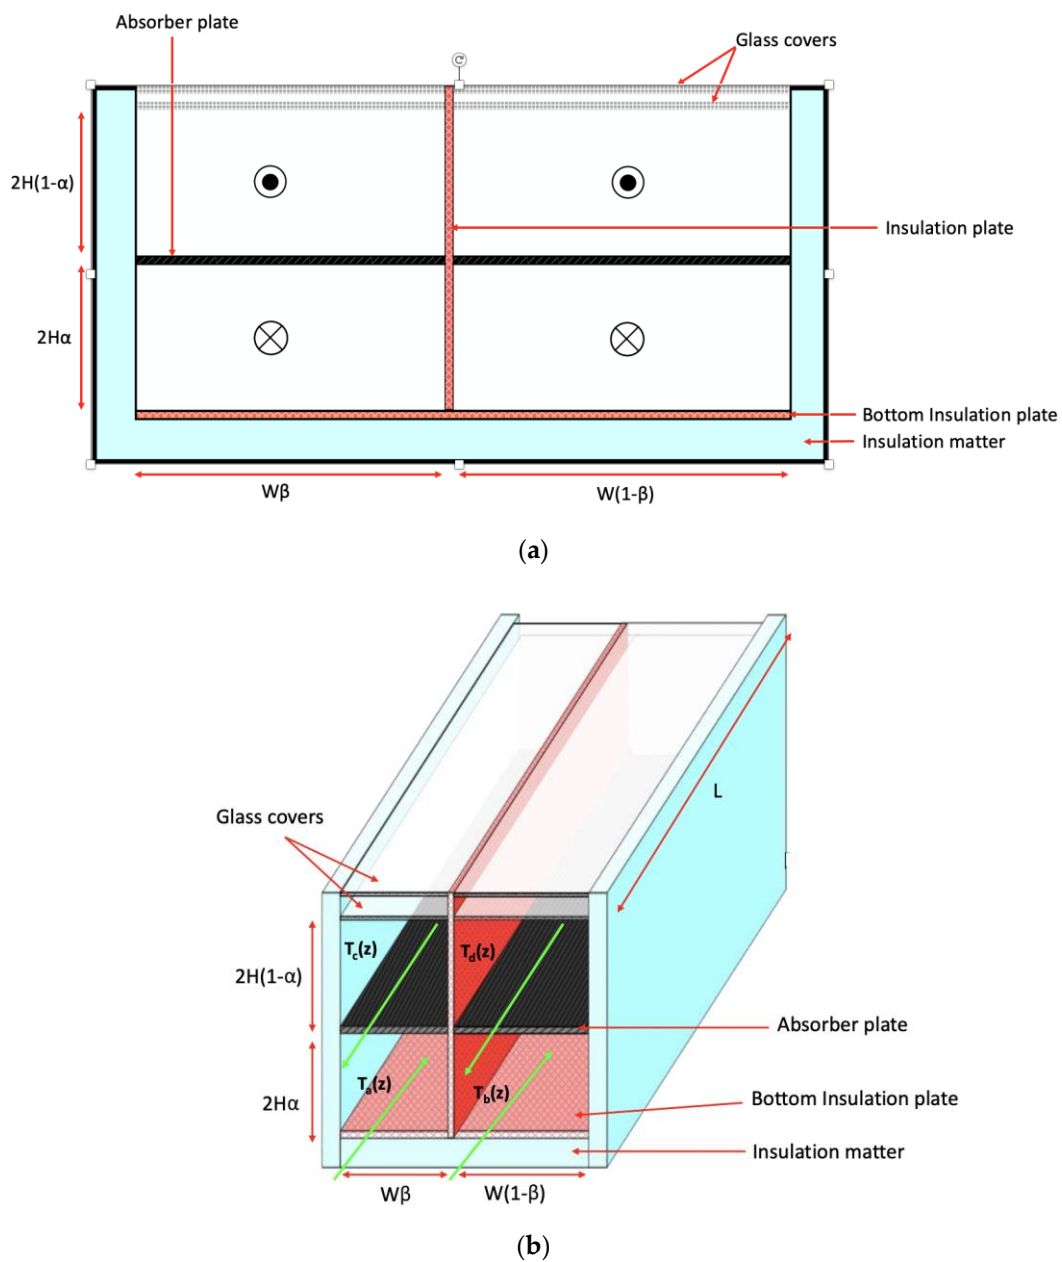 Absorber plate
Glass covers
2H(1-α)
Insulation plate
2Hα
Bottom Insulation plate
Insulation matter
Wβ
W(1-β)
(a)
L
Glass covers
Tc(z)
Td(z)
2H(1-α)
Absorber plate
Ta(z)
Tb(z)
2Hα
Bottom Insulation plate
Insulation matter
Wβ
W(1-β)
(b)